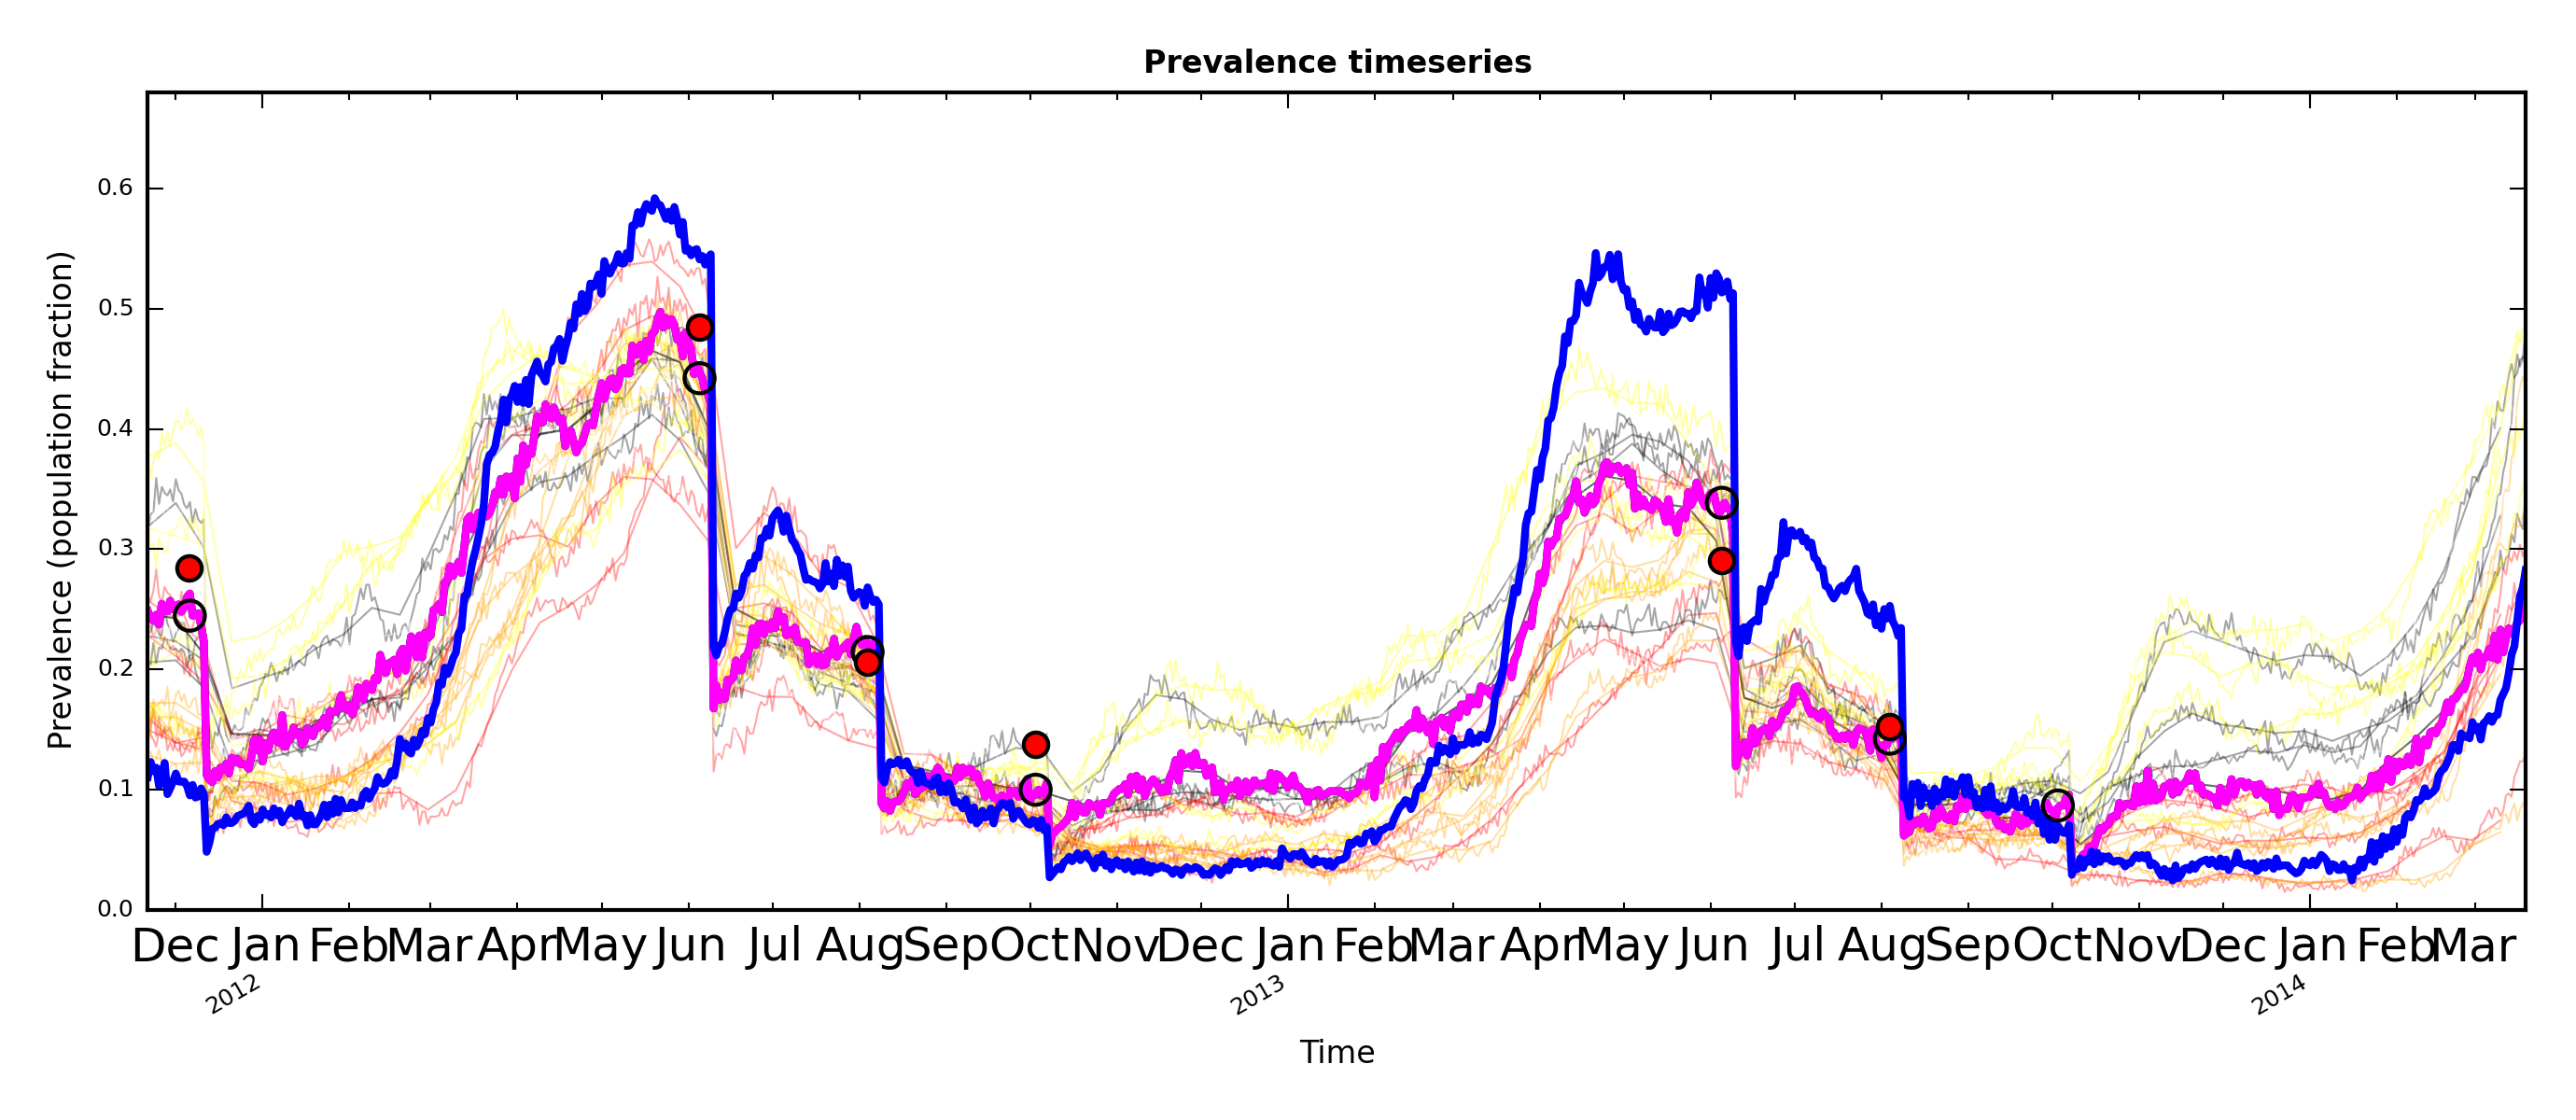 Prevalence timeseries
Prevalence (population fraction)
0.6
0.5
0.4
0.3
0.2
0.1
0.0
Dec Jan Feb Mar Apr May Jun Jul Aug Sep Oct Nov Dec Jan Feb Mar Apr May Jun Jul Aug Sep Oct Nov Dec Jan Feb Mar
2012 2013 2014
Time